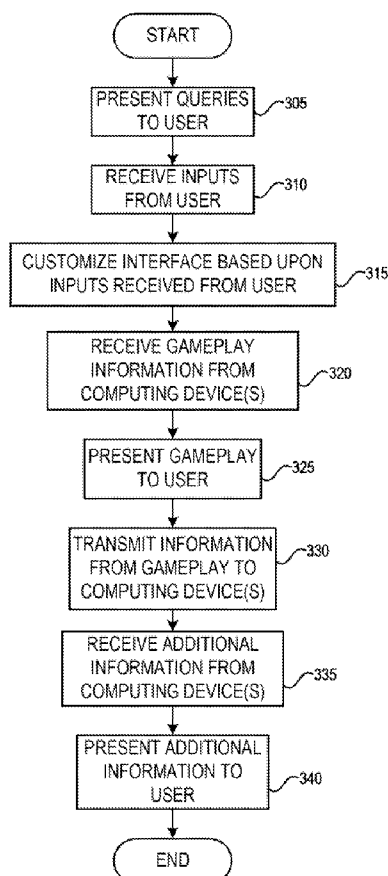 START
PRESENT QUERIES
TO USER
305
RECEIVE INPUTS
FROM USER
310
CUSTOMIZE INTERFACE BASED UPON
INPUTS RECEIVED FROM USER
315
RECEIVE GAMEPLAY
INFORMATION FROM
COMPUTING DEVICE(S)
320
PRESENT GAMEPLAY
TO USER
325
TRANSMIT INFORMATION
FROM GAMEPLAY TO
COMPUTING DEVICE(S)
330
RECEIVE ADDITIONAL
INFORMATION FROM
COMPUTING DEVICE(S)
335
PRESENT ADDITIONAL
INFORMATION TO
USER
340
END